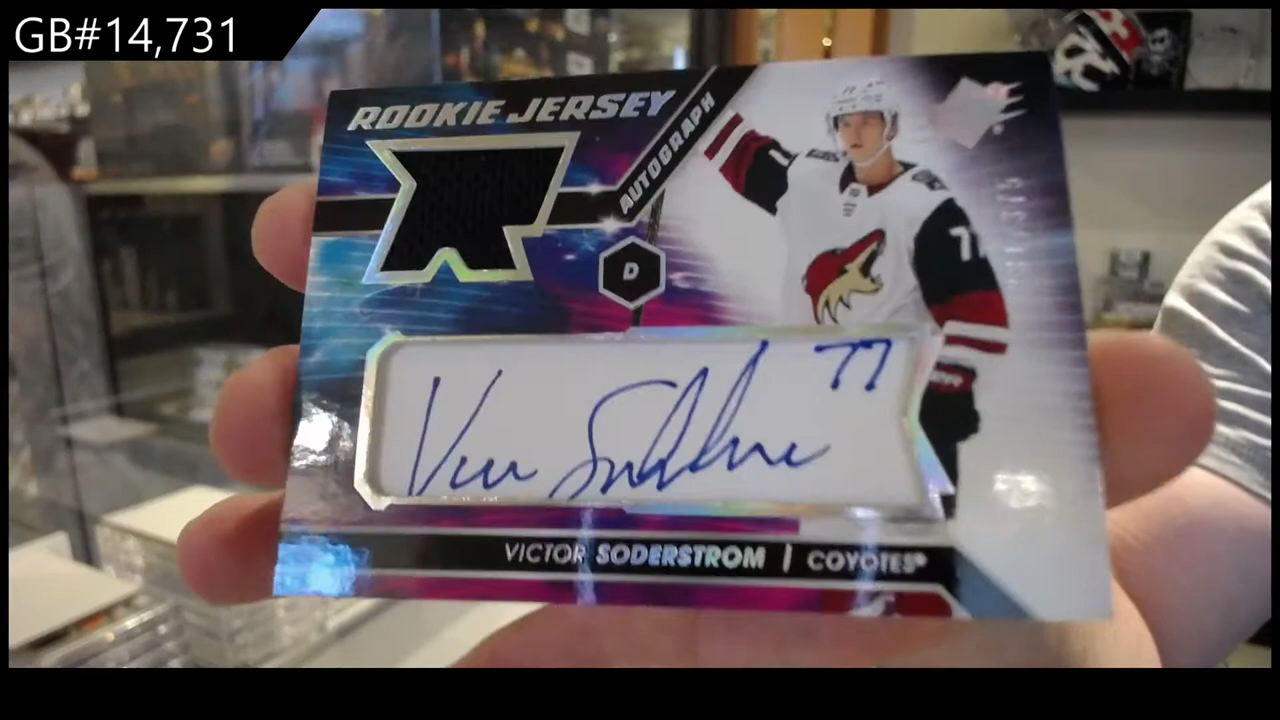 GB#14,731
ROOKIE JERSEY
AUTOGRAPH
D
77
VICTOR SODERSTROM | COYOTES